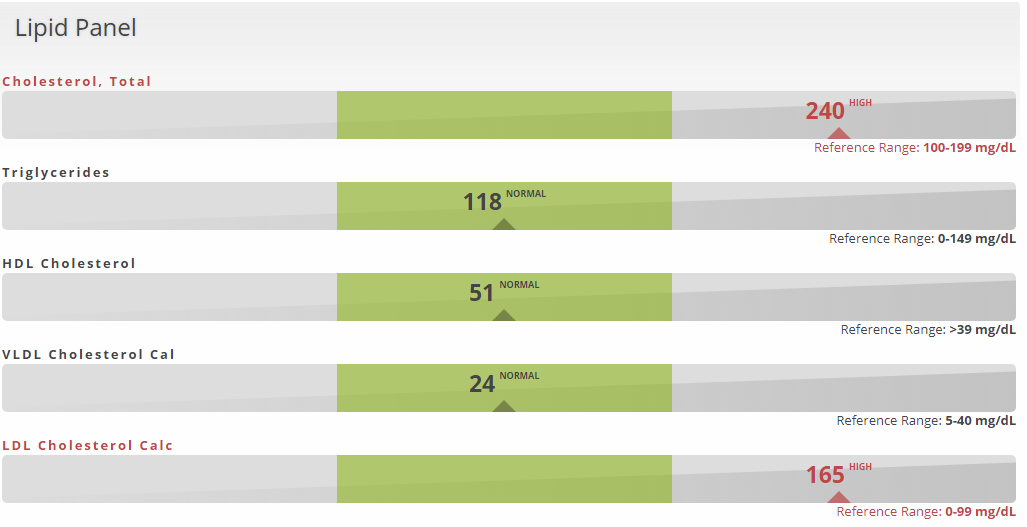 Lipid Panel
Cholesterol, Total
240 HIGH
Reference Range: 100-199 mg/dL
Triglycerides
118 NORMAL
Reference Range: 0-149 mg/dL
HDL Cholesterol
51 NORMAL
Reference Range: >39 mg/dL
VLDL Cholesterol Cal
24 NORMAL
Reference Range: 5-40 mg/dL
LDL Cholesterol Calc
165 HIGH
Reference Range: 0-99 mg/dL